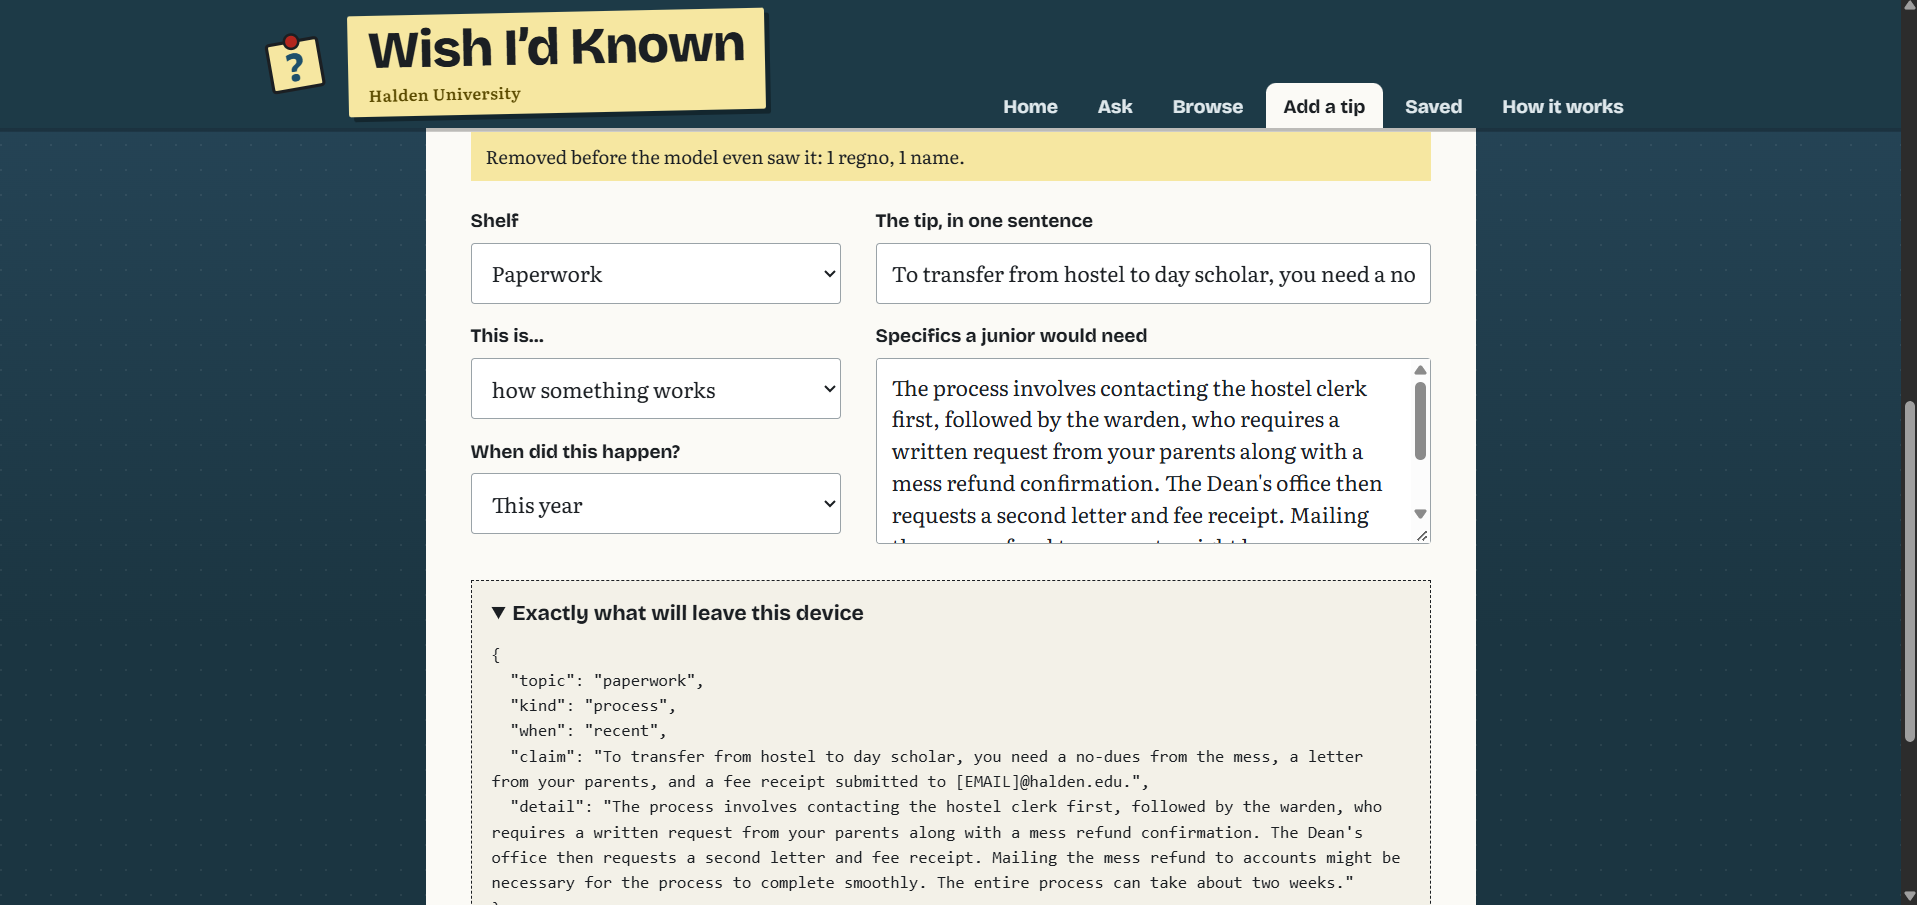 ?
Wish I'd Known
Halden University
Home
Ask
Browse
Add a tip
Saved
How it works
Removed before the model even saw it: 1 regno, 1 name.
Shelf
Paperwork
The tip, in one sentence
To transfer from hostel to day scholar, you need a no
This is...
how something works
Specifics a junior would need
The process involves contacting the hostel clerk
first, followed by the warden, who requires a
written request from your parents along with a
mess refund confirmation. The Dean's office then
requests a second letter and fee receipt. Mailing
When did this happen?
This year
▼ Exactly what will leave this device
{
"topic": "paperwork",
"kind": "process",
"when": "recent",
"claim": "To transfer from hostel to day scholar, you need a no-dues from the mess, a letter
from your parents, and a fee receipt submitted to [EMAIL]@halden.edu.",
"detail": "The process involves contacting the hostel clerk first, followed by the warden, who
requires a written request from your parents along with a mess refund confirmation. The Dean's
office then requests a second letter and fee receipt. Mailing the mess refund to accounts might be
necessary for the process to complete smoothly. The entire process can take about two weeks."